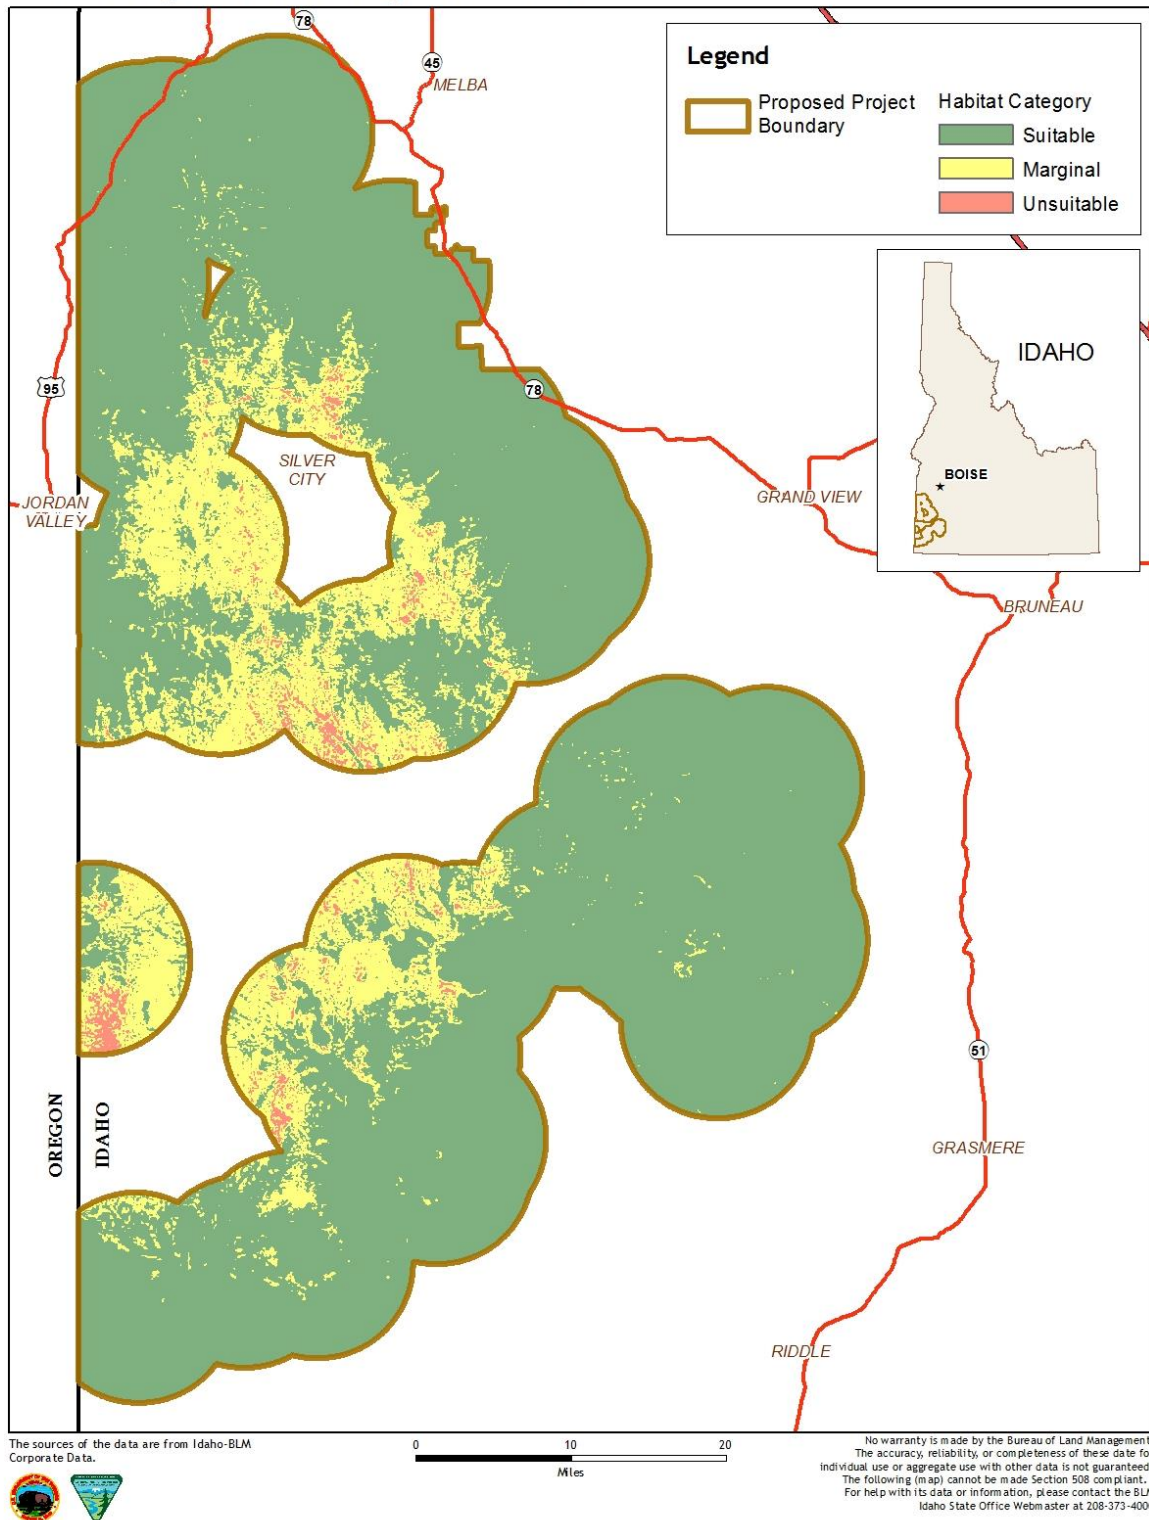 78
45
MELBA
Legend
Proposed Project
Boundary
Habitat Category
Suitable
Marginal
Unsuitable
IDAHO
BOISE
95
78
SILVER
CITY
JORDAN
VALLEY
GRAND VIEW
BRUNEAU
51
OREGON
IDAHO
GRASMERE
RIDDLE
The sources of the data are from Idaho-BLM
Corporate Data.
0 10 20
Miles
No warranty is made by the Bureau of Land Management
The accuracy, reliability, or completeness of these date fo
individual use or aggregate use with other data is not guaranteed
The following (map) cannot be made Section 508 compliant.
For help with its data or information, please contact the BLM
Idaho State Office Webmaster at 208-373-400